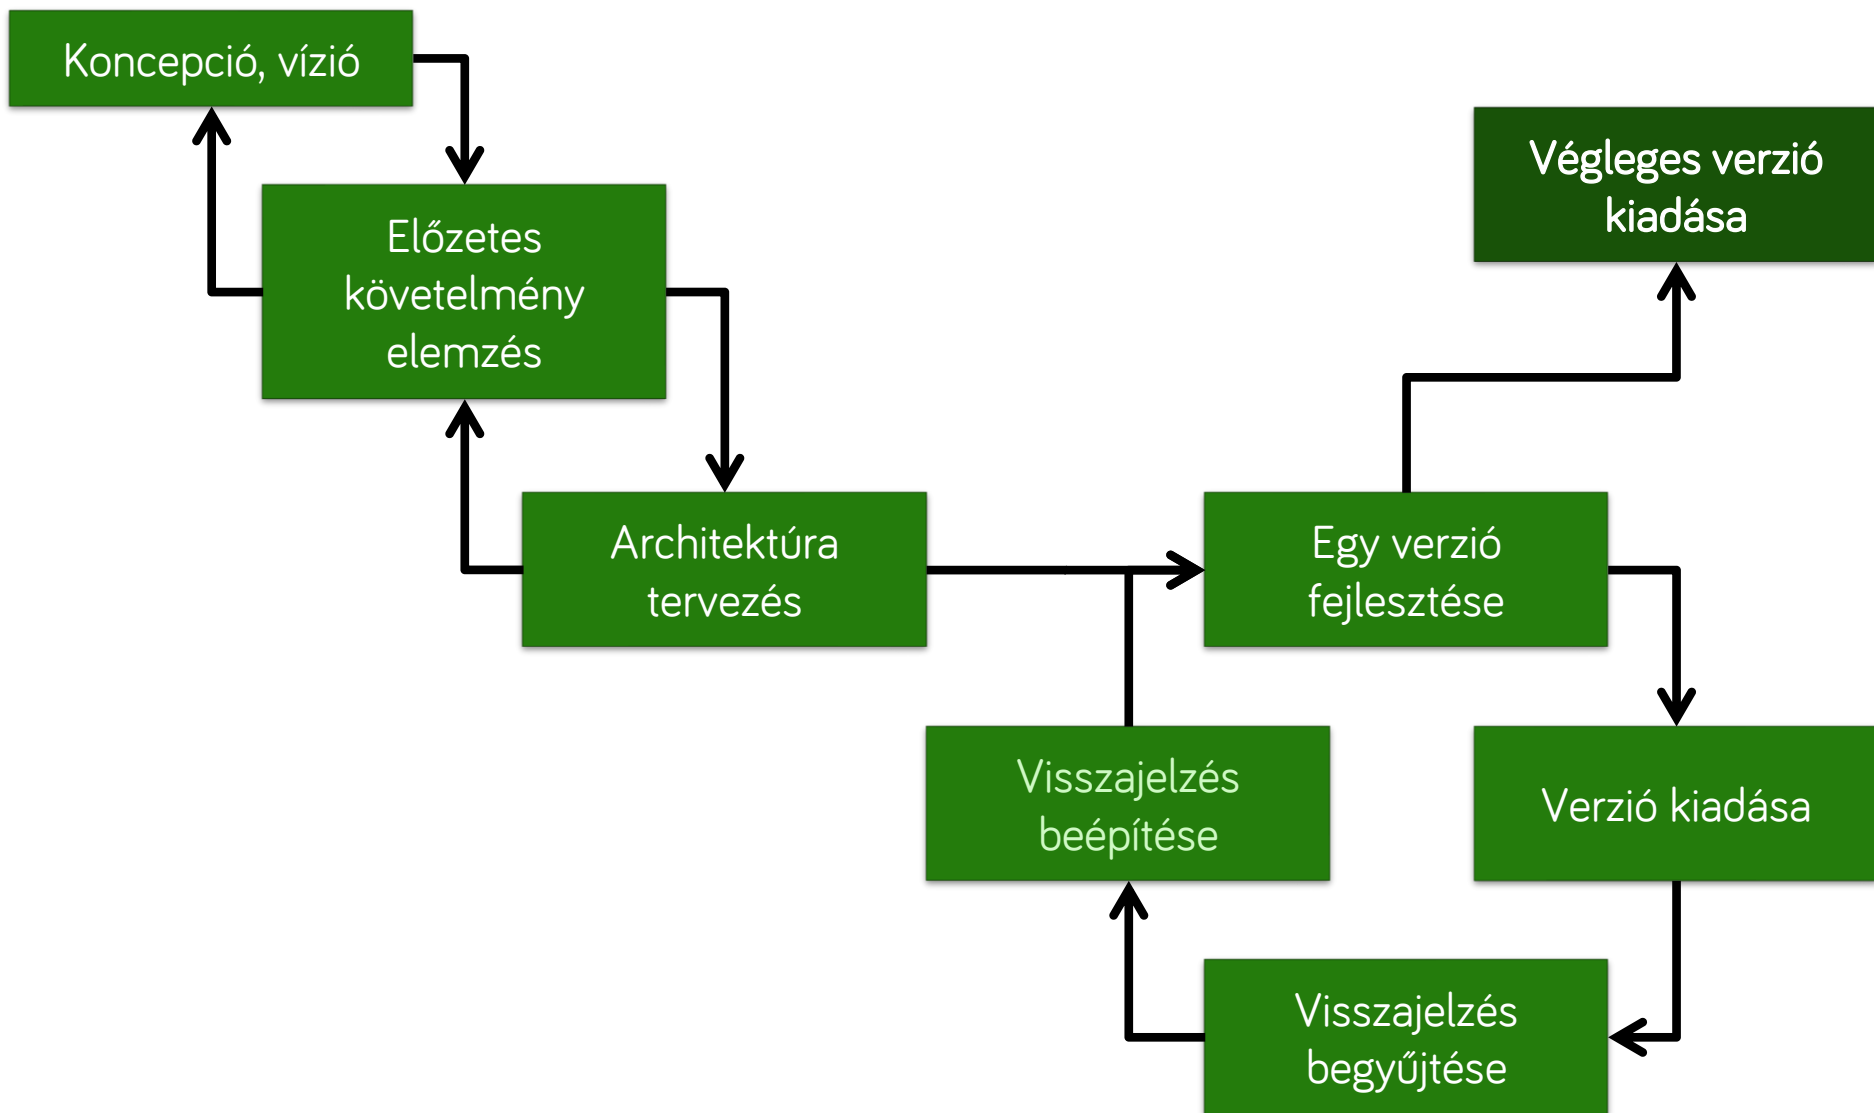 Koncepció, vízió
Végleges verzió
kiadása
Előzetes
követelmény
elemzés
Architektúra
tervezés
Egy verzió
fejlesztése
Visszajelzés
beépítése
Verzió kiadása
Visszajelzés
begyűjtése